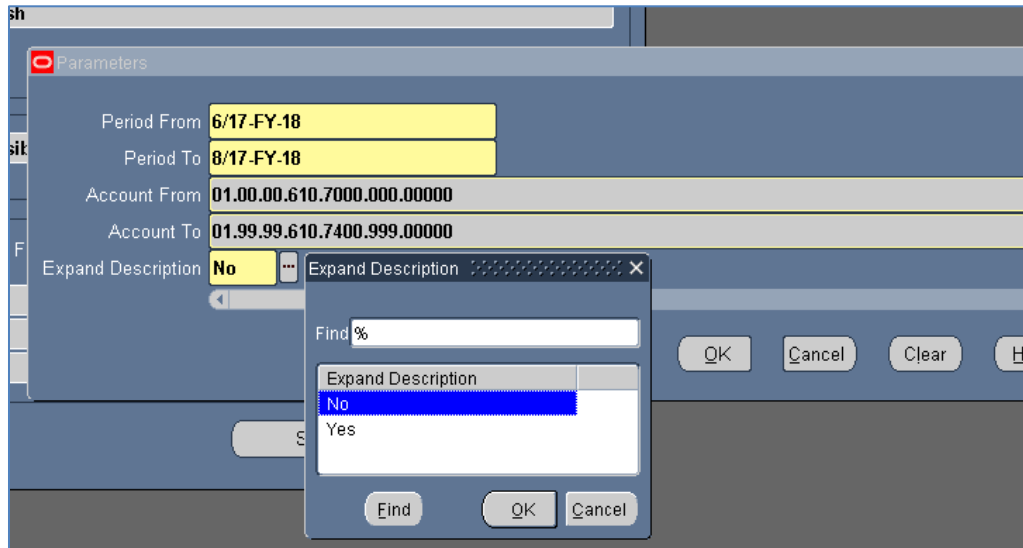 sh
Parameters
Period From 6/17-FY-18
Period To 8/17-FY-18
Account From 01.00.00.610.7000.000.00000
Account To 01.99.99.610.7400.999.00000
Expand Description No ... Expand Description
sib
F
Find %
Expand Description
No
Yes
OK Cancel Clear H
S
Find OK Cancel